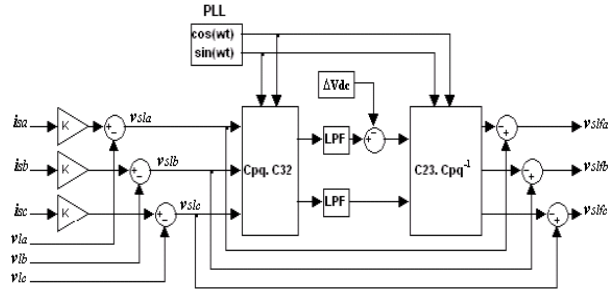 PLL
cos(wt)
sin(wt)
ΔVdc
isa
K
vsla
vslfa
LPF
isb
K
vslb
Cpq. C32
C23. Cpq-1
vslfb
isc
K
vslc
LPF
vslfc
vla
vlb
vlc